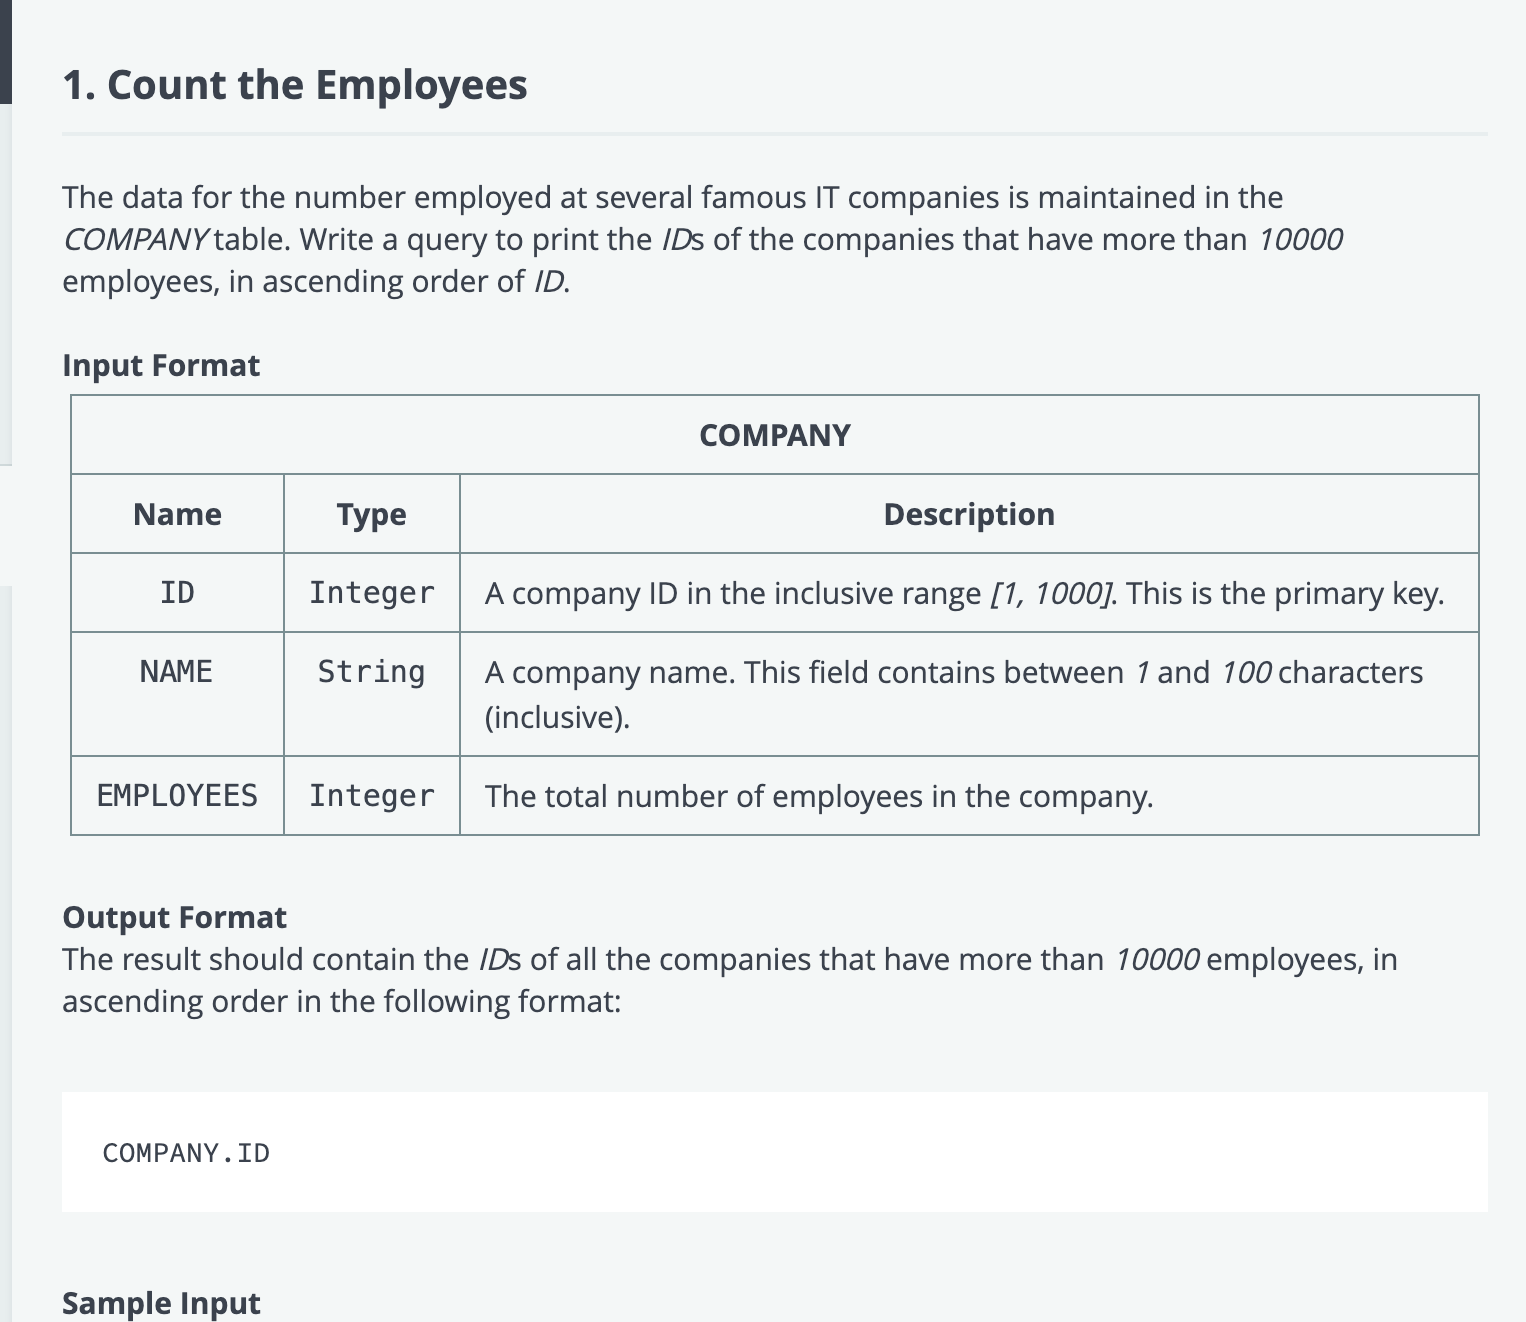 1. Count the Employees
The data for the number employed at several famous IT companies is maintained in the
COMPANY table. Write a query to print the IDs of the companies that have more than 10000
employees, in ascending order of ID.
Input Format
COMPANY
Name Type Description
ID Integer A company ID in the inclusive range [1, 1000]. This is the primary key.
NAME String A company name. This field contains between 1 and 100 characters
(inclusive).
EMPLOYEES Integer The total number of employees in the company.
Output Format
The result should contain the IDs of all the companies that have more than 10000 employees, in
ascending order in the following format:
COMPANY.ID
Sample Input